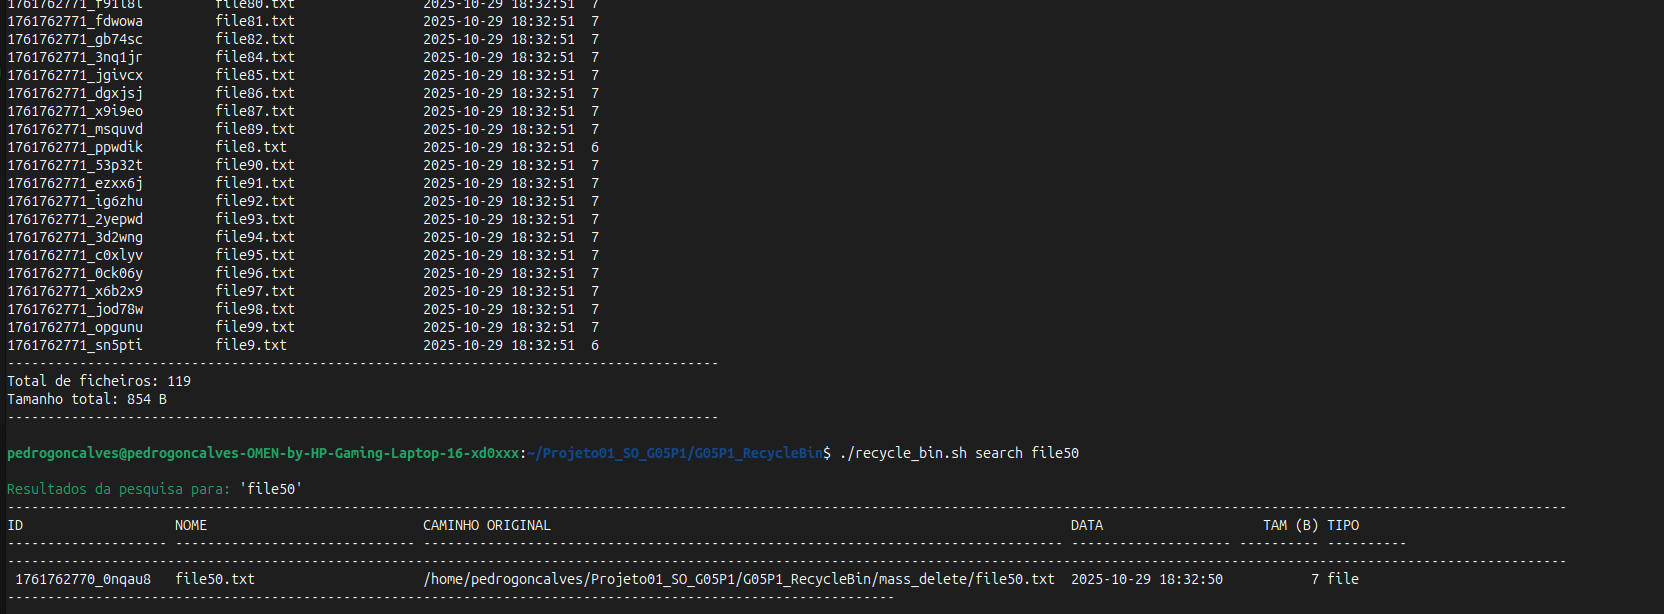 1761762771_f91l8l         file80.txt                2025-10-29 18:32:51  7
1761762771_fdwowa         file81.txt                2025-10-29 18:32:51  7
1761762771_gb74sc         file82.txt                2025-10-29 18:32:51  7
1761762771_3nq1jr         file84.txt                2025-10-29 18:32:51  7
1761762771_jgivcx         file85.txt                2025-10-29 18:32:51  7
1761762771_dgxjsj         file86.txt                2025-10-29 18:32:51  7
1761762771_x9i9eo         file87.txt                2025-10-29 18:32:51  7
1761762771_msquvd         file89.txt                2025-10-29 18:32:51  7
1761762771_ppwdik         file8.txt                 2025-10-29 18:32:51  6
1761762771_53p32t         file90.txt                2025-10-29 18:32:51  7
1761762771_ezxx6j         file91.txt                2025-10-29 18:32:51  7
1761762771_ig6zhu         file92.txt                2025-10-29 18:32:51  7
1761762771_2yepwd         file93.txt                2025-10-29 18:32:51  7
1761762771_3d2wng         file94.txt                2025-10-29 18:32:51  7
1761762771_c0xlyv         file95.txt                2025-10-29 18:32:51  7
1761762771_0ck06y         file96.txt                2025-10-29 18:32:51  7
1761762771_x6b2x9         file97.txt                2025-10-29 18:32:51  7
1761762771_jod78w         file98.txt                2025-10-29 18:32:51  7
1761762771_opgunu         file99.txt                2025-10-29 18:32:51  7
1761762771_sn5pti         file9.txt                 2025-10-29 18:32:51  6
-----------------------------------------------------------------------------------------
Total de ficheiros: 119
Tamanho total: 854 B
-----------------------------------------------------------------------------------------
pedrogoncalves@pedrogoncalves-OMEN-by-HP-Gaming-Laptop-16-xd0xxx:~/Projeto01_SO_G05P1/G05P1_RecycleBin$ ./recycle_bin.sh search file50
Resultados da pesquisa para: 'file50'
---------------------------------------------------------------------------------------------------------------------------------------------------------------------------------------------------
ID                   NOME                           CAMINHO ORIGINAL                                                                 DATA                    TAM (B) TIPO
-------------------- ------------------------------ -------------------------------------------------------------------------------- -------------------- ---------- ----------
---------------------------------------------------------------------------------------------------------------------------------------------------------------------------------------------------
1761762770_0nqau8   file50.txt                     /home/pedrogoncalves/Projeto01_SO_G05P1/G05P1_RecycleBin/mass_delete/file50.txt  2025-10-29 18:32:50           7 file
---------------------------------------------------------------------------------------------------------------